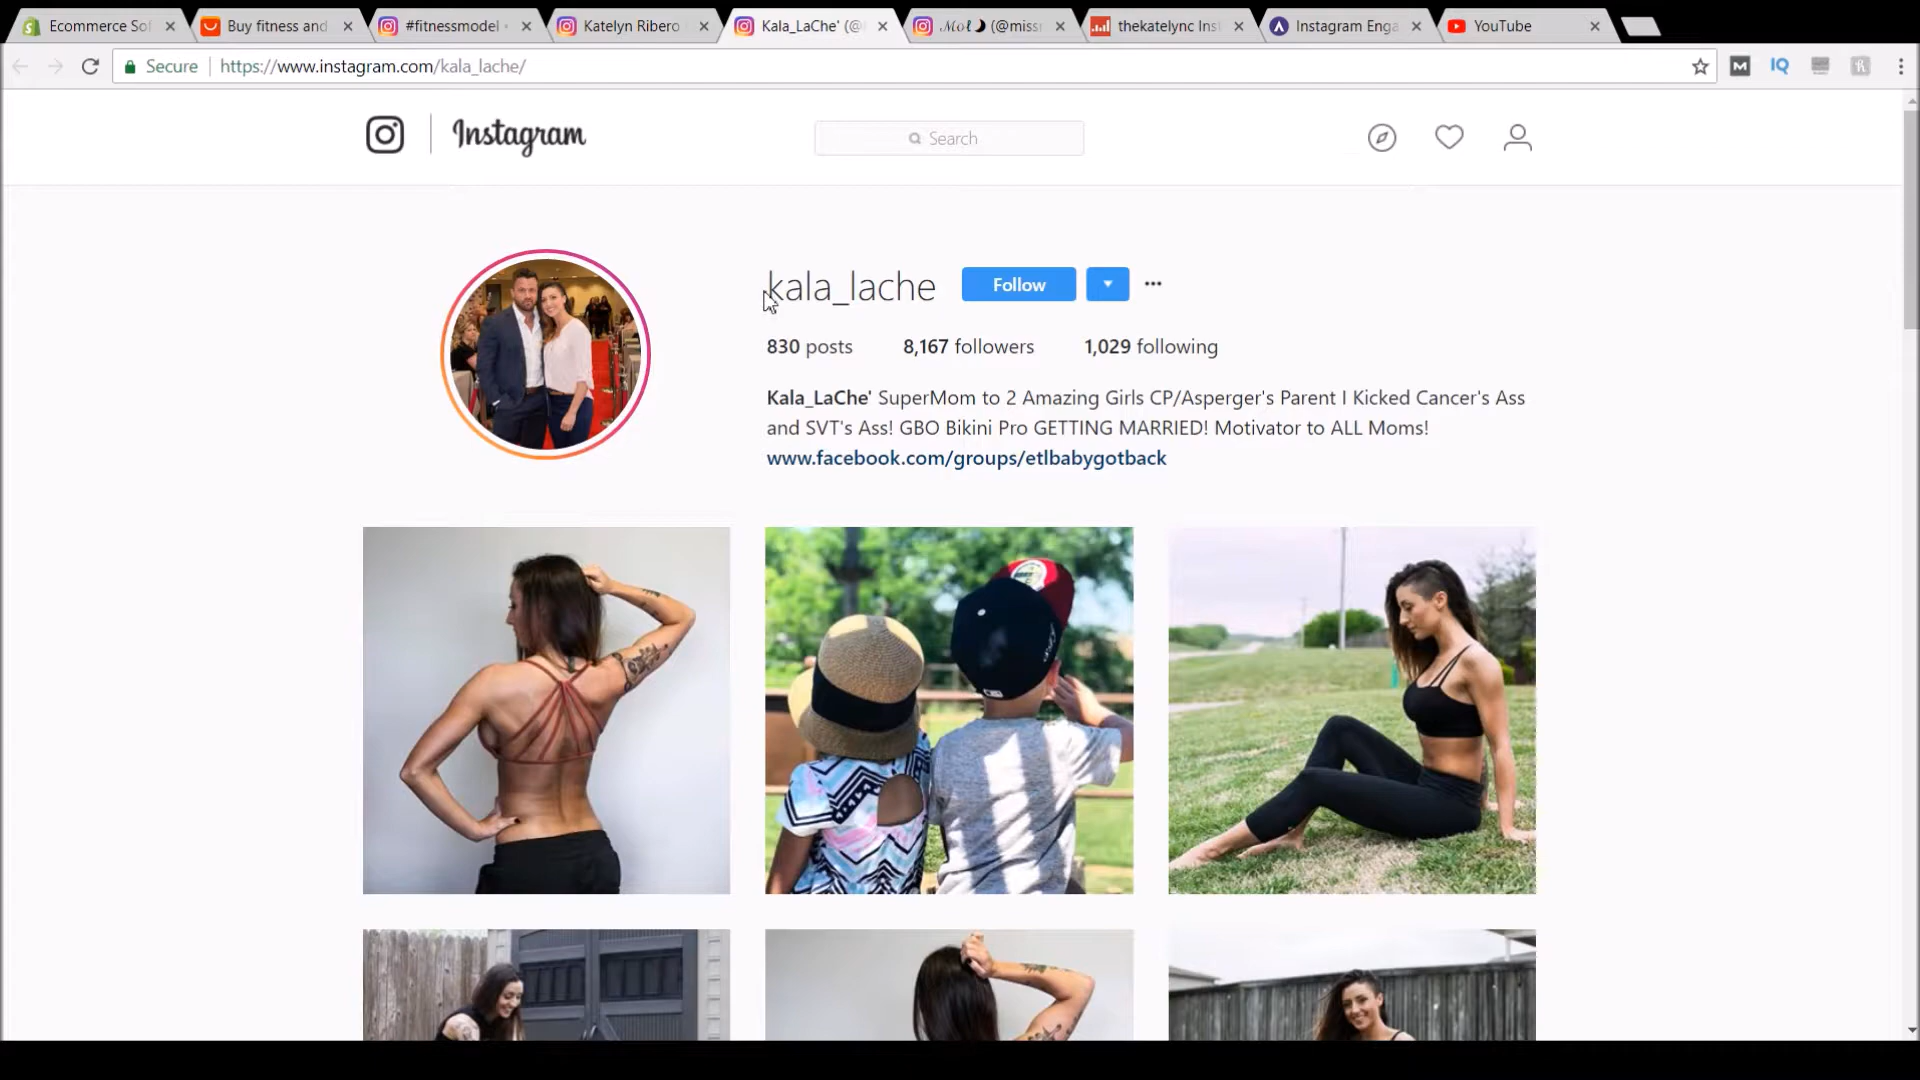 Ecommerce Sof
Buy fitness and
#fitnessmodel
Katelyn Ribero
Kala_LaChe' (@
(@missr
thekatelync Inst
Instagram Enga
YouTube
Secure
https://www.instagram.com/kala_lache/
M
IQ
Instagram
Search
kala_lache
Follow
830 posts 8,167 followers 1,029 following
Kala_LaChe' SuperMom to 2 Amazing Girls CP/Asperger's Parent I Kicked Cancer's Ass
and SVT's Ass! GBO Bikini Pro GETTING MARRIED! Motivator to ALL Moms!
www.facebook.com/groups/etlbabygotback